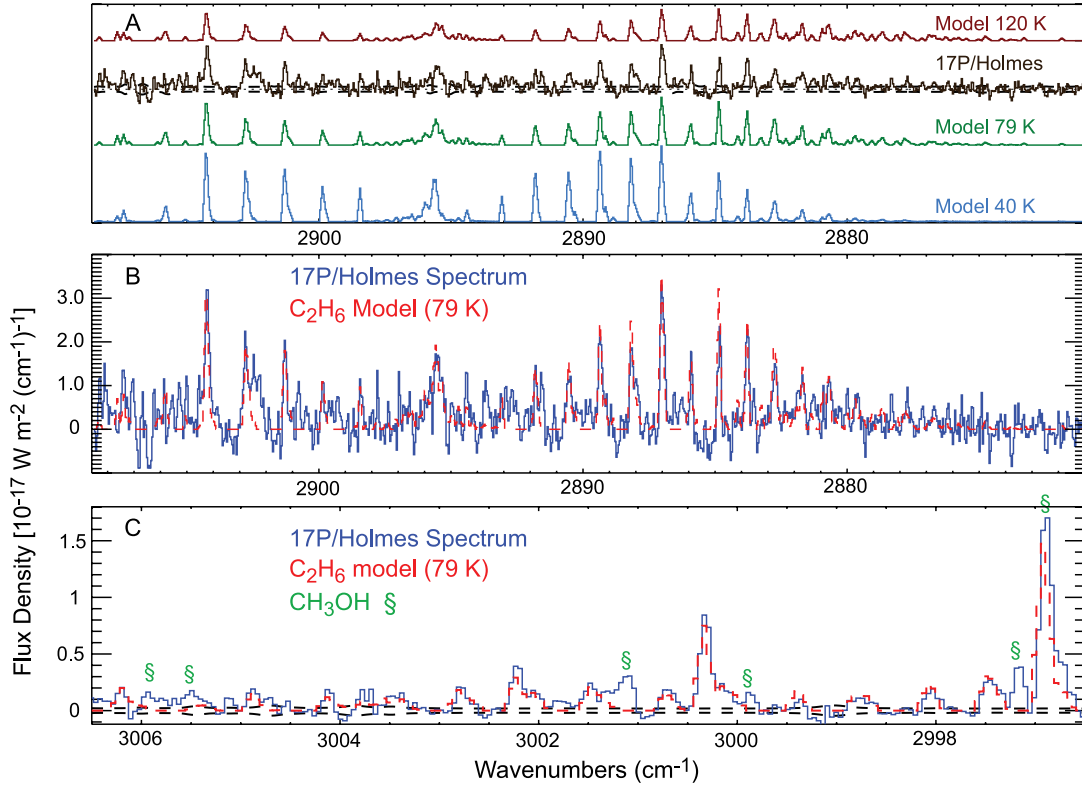 A
Model 120 K
17P/Holmes
Model 79 K
Model 40 K
2900 2890 2880
B
17P/Holmes Spectrum
C2H6 Model (79 K)
3.0
2.0
1.0
0
2900 2890 2880
C
17P/Holmes Spectrum
C2H6 model (79 K)
CH3OH §
§ § § § § §
1.5
1
0.5
0
3006 3004 3002 3000 2998
Wavenumbers (cm-1)
Flux Density [10-17 W m-2 (cm-1)-1]